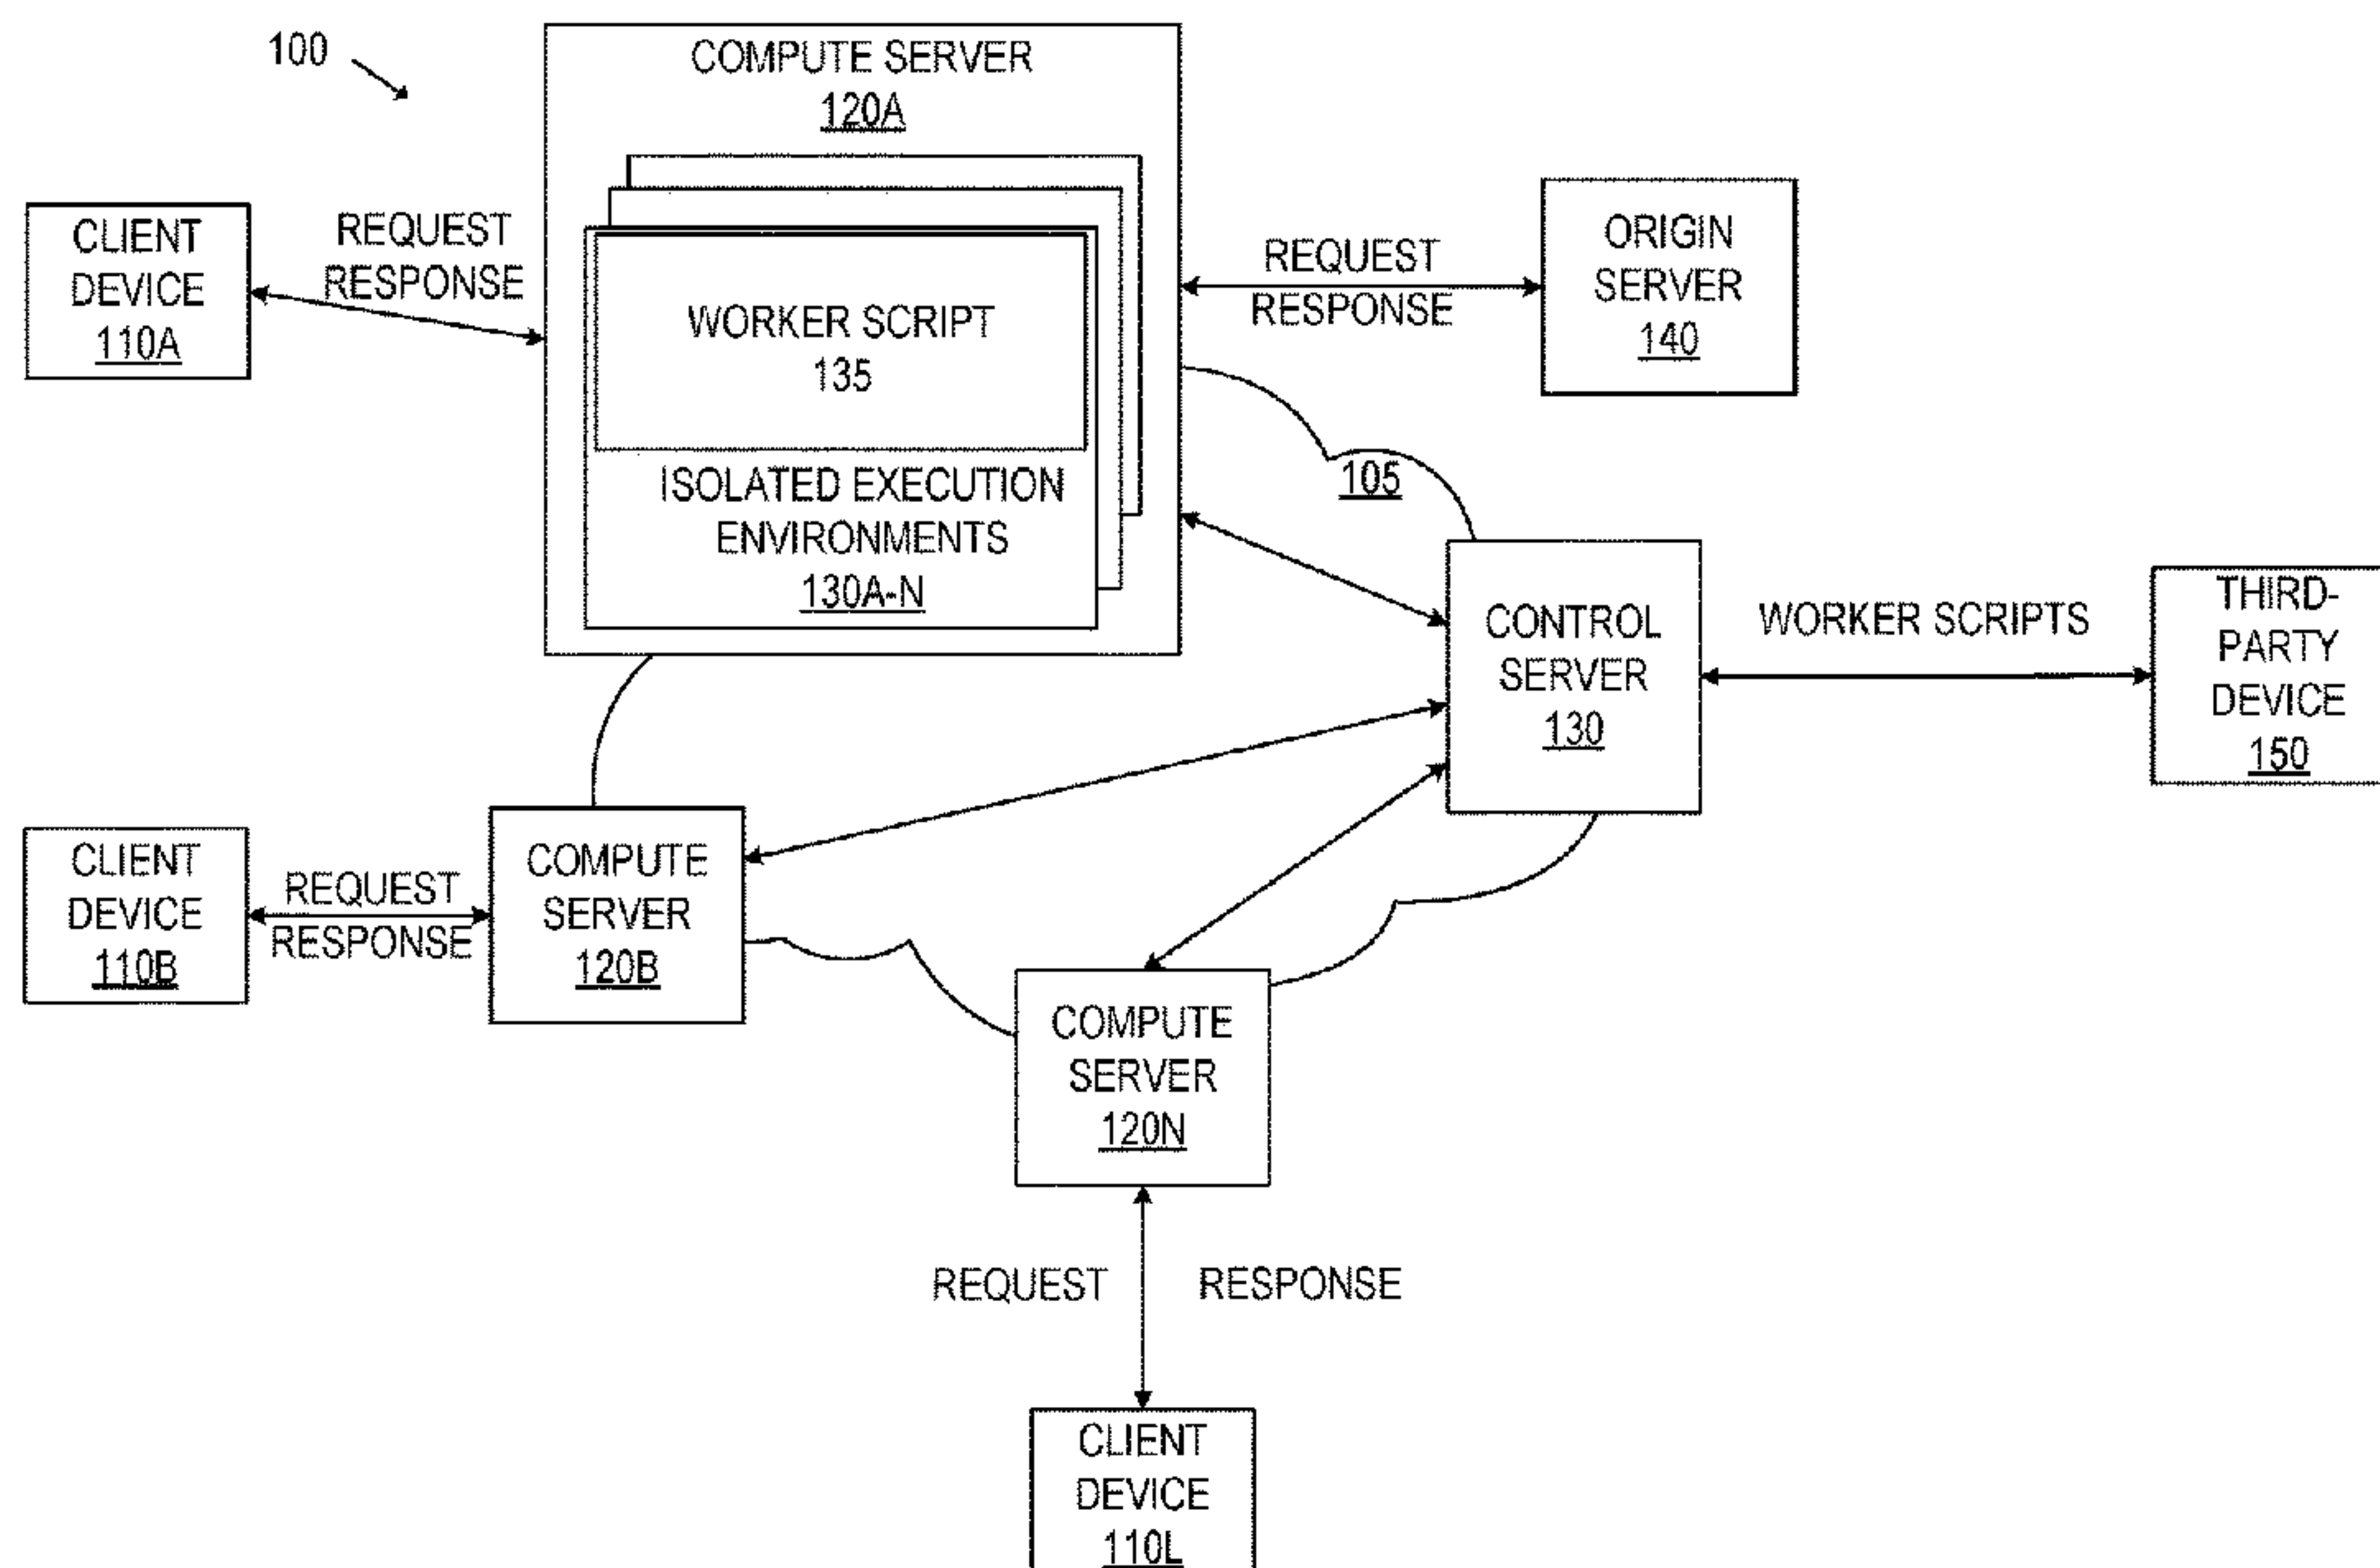 100
COMPUTE SERVER
120A
CLIENT
DEVICE
110A
REQUEST
RESPONSE
WORKER SCRIPT
135
ISOLATED EXECUTION
ENVIRONMENTS
130A-N
REQUEST
RESPONSE
ORIGIN
SERVER
140
105
CONTROL
SERVER
130
WORKER SCRIPTS
THIRD-
PARTY
DEVICE
150
CLIENT
DEVICE
110B
REQUEST
RESPONSE
COMPUTE
SERVER
120B
COMPUTE
SERVER
120N
REQUEST RESPONSE
CLIENT
DEVICE
110L